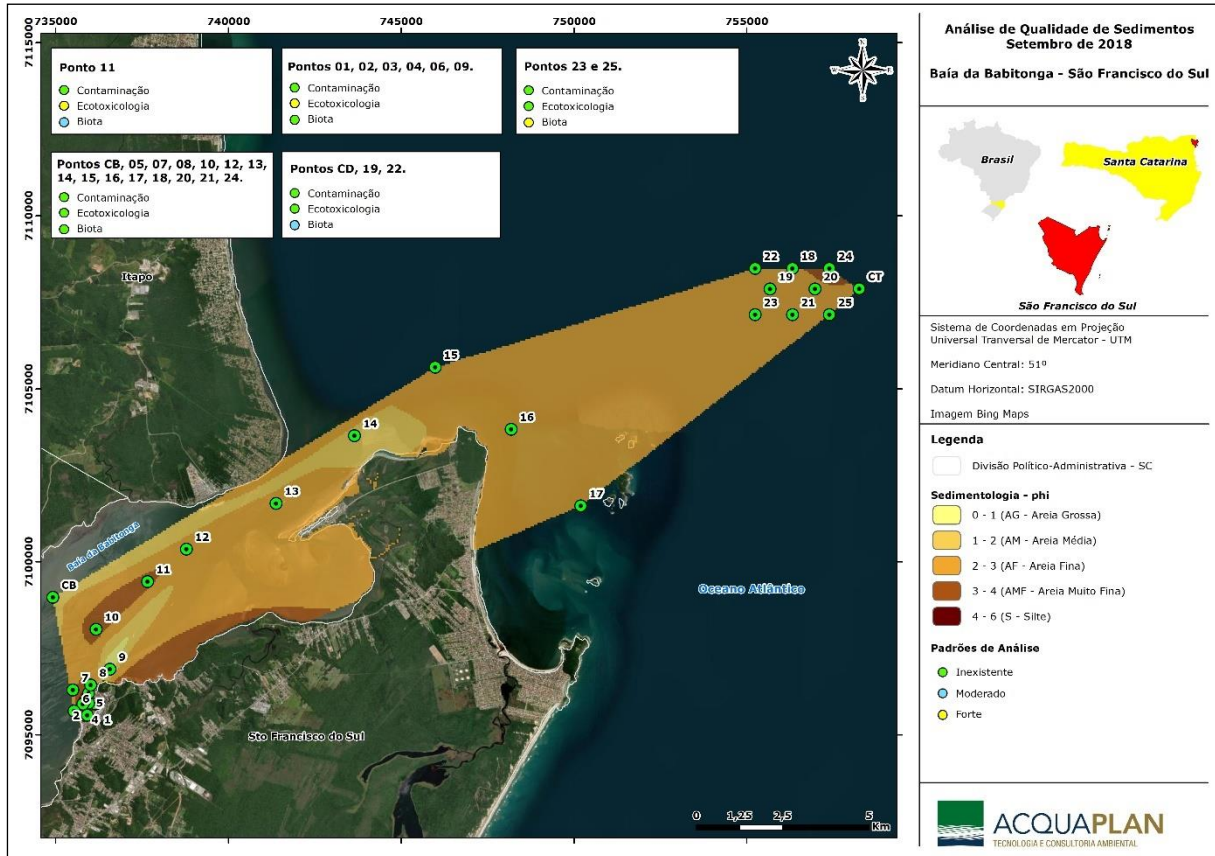 735000 740000 745000 750000 755000
7115000
7110000
7105000
7100000
7095000
Ponto 11
Contaminação
Ecotoxicologia
Biota
Pontos 01, 02, 03, 04, 06, 09.
Contaminação
Ecotoxicologia
Biota
Pontos 23 e 25.
Contaminação
Ecotoxicologia
Biota
Pontos CB, 05, 07, 08, 10, 12, 13,
14, 15, 16, 17, 18, 20, 21, 24.
Contaminação
Ecotoxicologia
Biota
Pontos CD, 19, 22.
Contaminação
Ecotoxicologia
Biota
N
W E
S
Itapo
22 18 24
19 20 CT
23 21 25
15
14
16
13
17
12
Baía da Babitonga
11
CB
10
9
8
7
6
5
2 4 1
Oceano Atlântico
Sto Francisco do Sul
0 1,25 2,5 5
Km
Análise de Qualidade de Sedimentos
Setembro de 2018
Baía da Babitonga - São Francisco do Sul
Brasil
Santa Catarina
São Francisco do Sul
Sistema de Coordenadas em Projeção
Universal Tranversal de Mercator - UTM
Meridiano Central: 51º
Datum Horizontal: SIRGAS2000
Imagem Bing Maps
Legenda
Divisão Político-Administrativa - SC
Sedimentologia - phi
0 - 1 (AG - Areia Grossa)
1 - 2 (AM - Areia Média)
2 - 3 (AF - Areia Fina)
3 - 4 (AMF - Areia Muito Fina)
4 - 6 (S - Silte)
Padrões de Análise
Inexistente
Moderado
Forte
ACQUAPLAN
TECNOLOGIA E CONSULTORIA AMBIENTAL